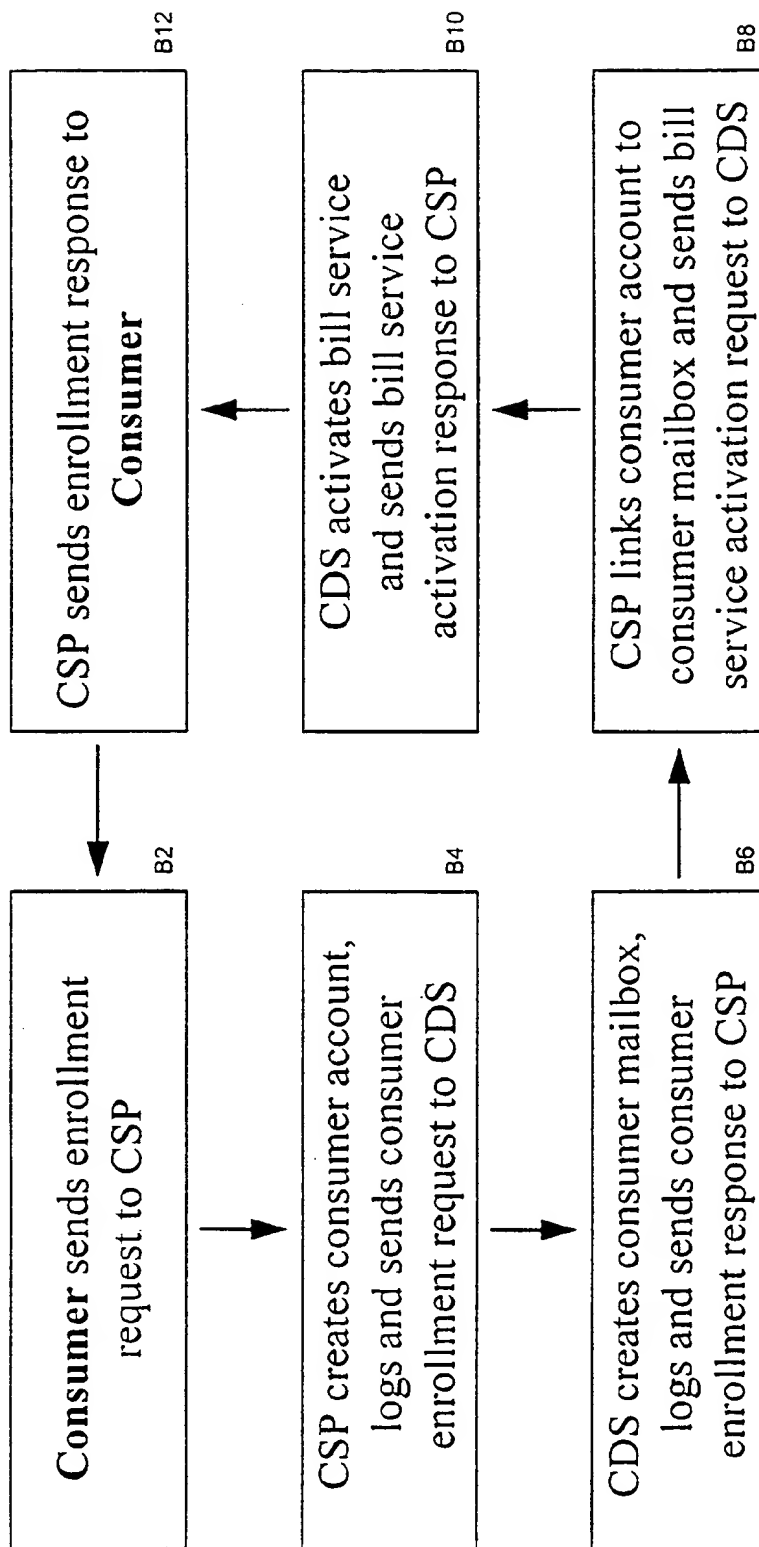 Consumer sends enrollment
request to CSP
B2
CSP creates consumer account,
logs and sends consumer
enrollment request to CDS
B4
CDS creates consumer mailbox,
logs and sends consumer
enrollment response to CSP
B6
CSP links consumer account to
consumer mailbox and sends bill
service activation request to CDS
B8
CDS activates bill service
and sends bill service
activation response to CSP
B10
CSP sends enrollment response to
Consumer
B12